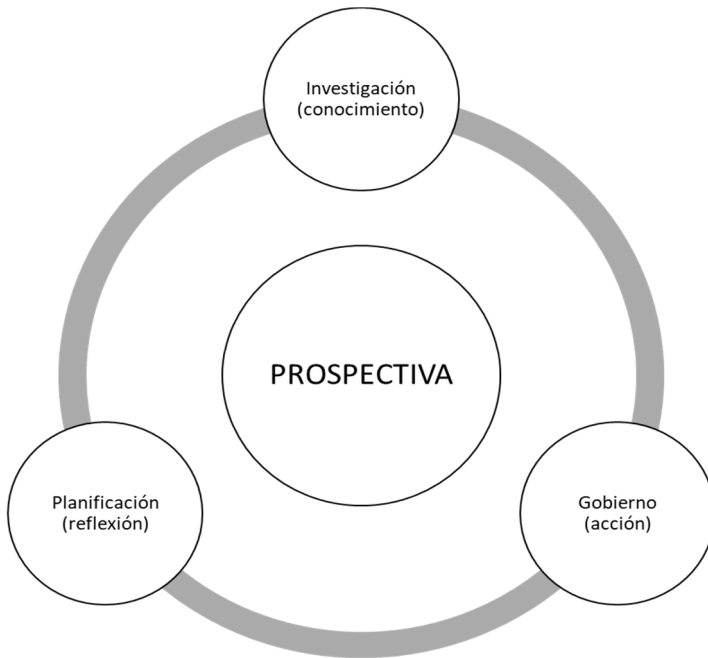 Investigación
(conocimiento)
PROSPECTIVA
Planificación
(reflexión)
Gobierno
(acción)